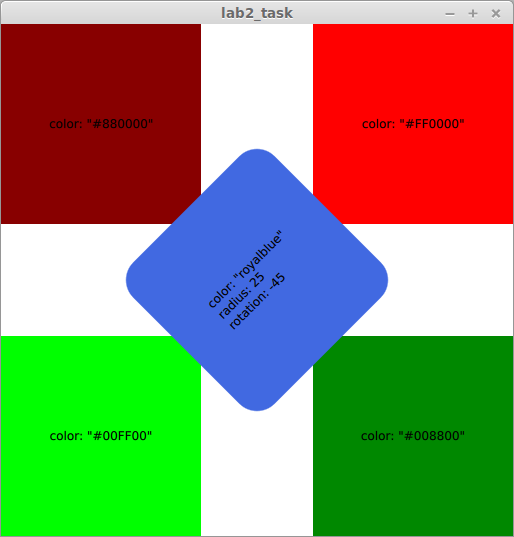 lab2_task
color: "#880000"
color: "#FF0000"
color: "royalblue"
radius: 25
rotation: -45
color: "#00FF00"
color: "#008800"